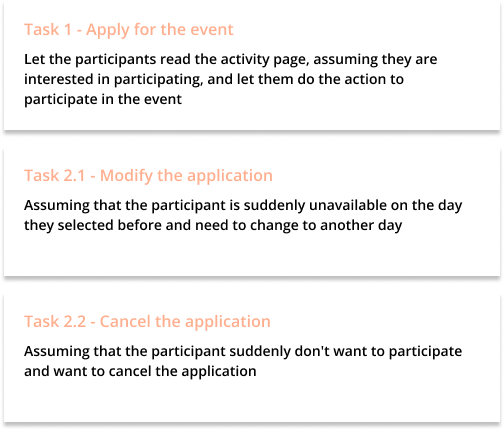 Task 1 - Apply for the event
Let the participants read the activity page, assuming they are
interested in participating, and let them do the action to
participate in the event
Task 2.1 - Modify the application
Assuming that the participant is suddenly unavailable on the day
they selected before and need to change to another day
Task 2.2 - Cancel the application
Assuming that the participant suddenly don't want to participate
and want to cancel the application